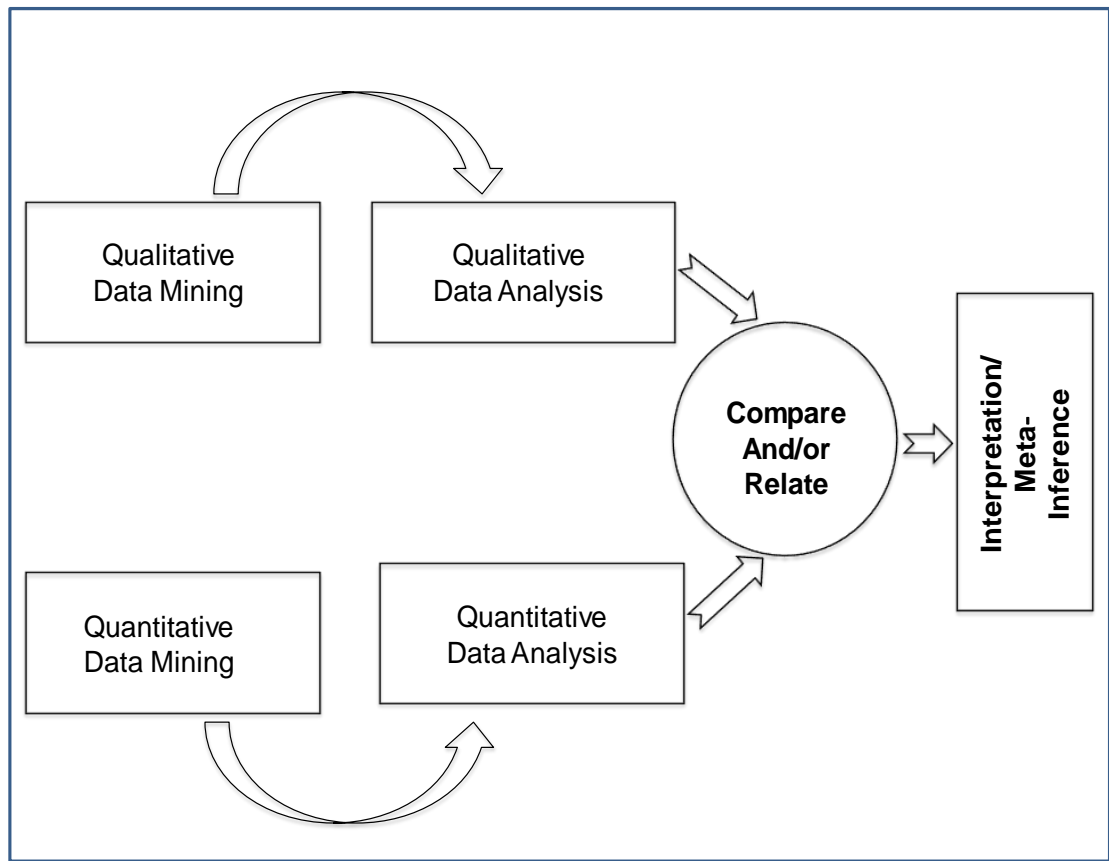 Qualitative
Data Mining
Qualitative
Data Analysis
Compare
And/or
Relate
Interpretation/
Meta-
Inference
Quantitative
Data Mining
Quantitative
Data Analysis